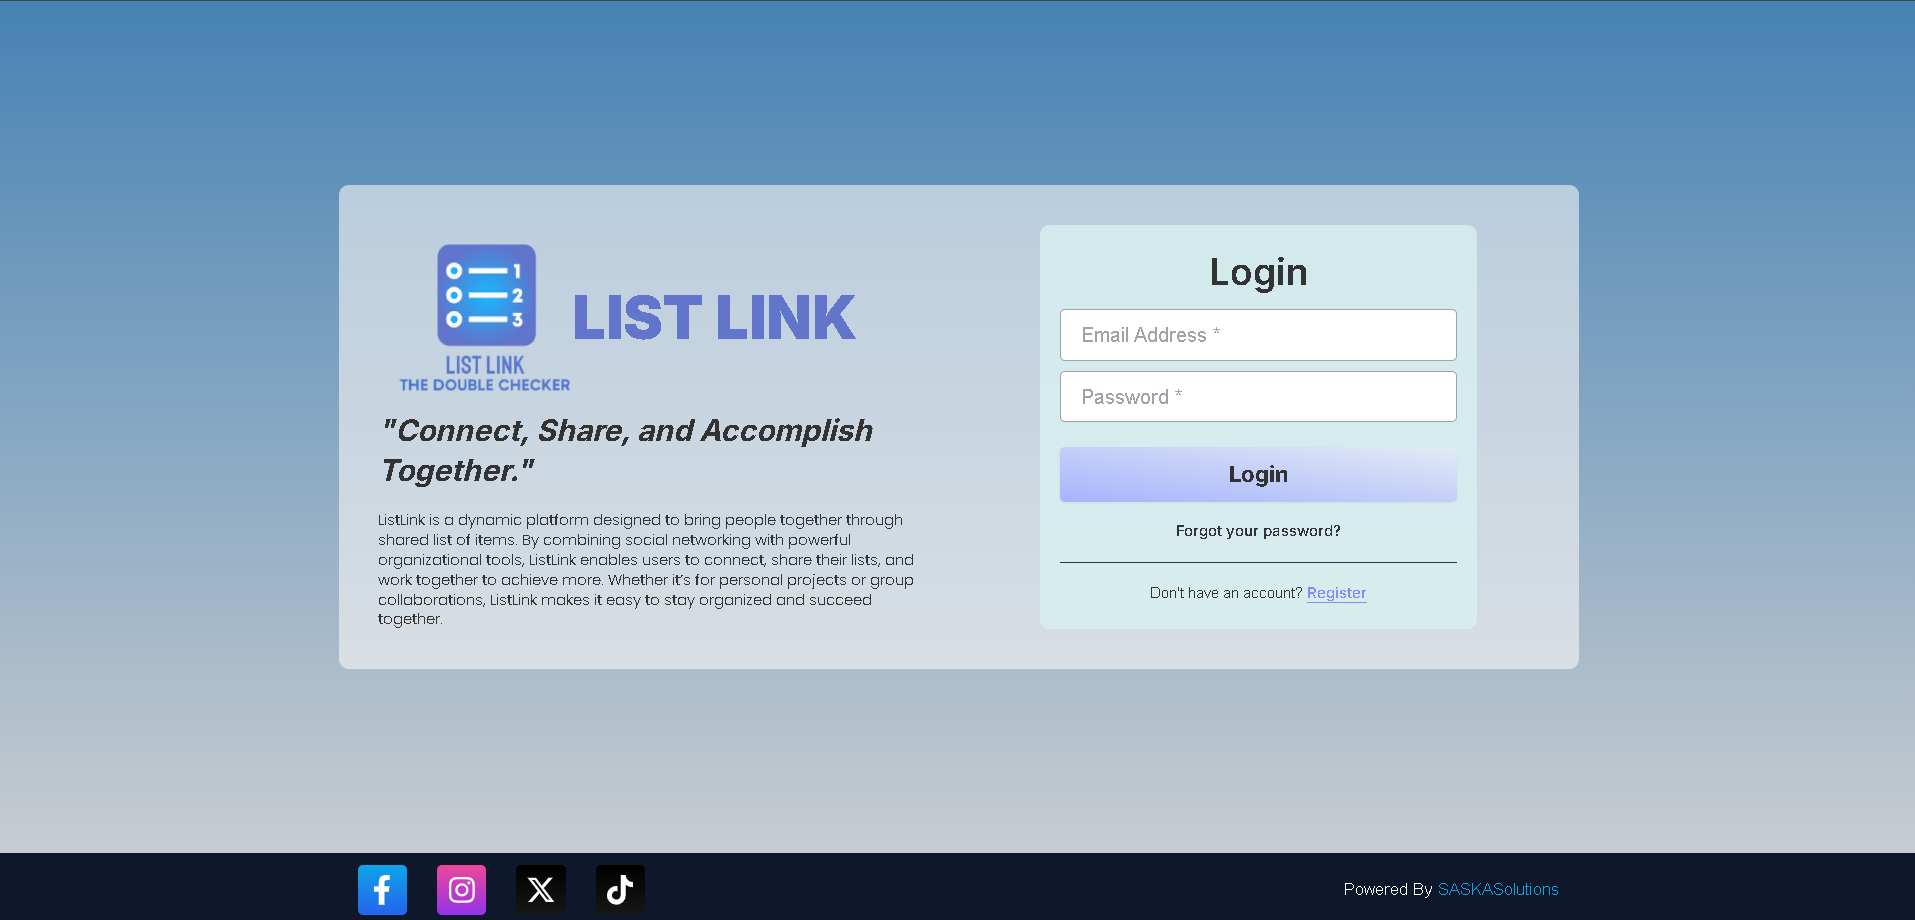 1
2
3
LIST LINK
THE DOUBLE CHECKER
LIST LINK
"Connect, Share, and Accomplish
Together."
ListLink is a dynamic platform designed to bring people together through
shared list of items. By combining social networking with powerful
organizational tools, ListLink enables users to connect, share their lists, and
work together to achieve more. Whether it's for personal projects or group
collaborations, ListLink makes it easy to stay organized and succeed
together.
Login
Email Address *
Password *
Login
Forgot your password?
Don't have an account? Register
Powered By SASKASolutions